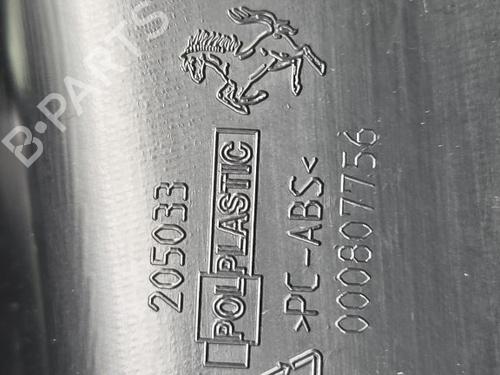 205033
POLPLASTIC
>PC-ABS<
000807756
B-PARTS